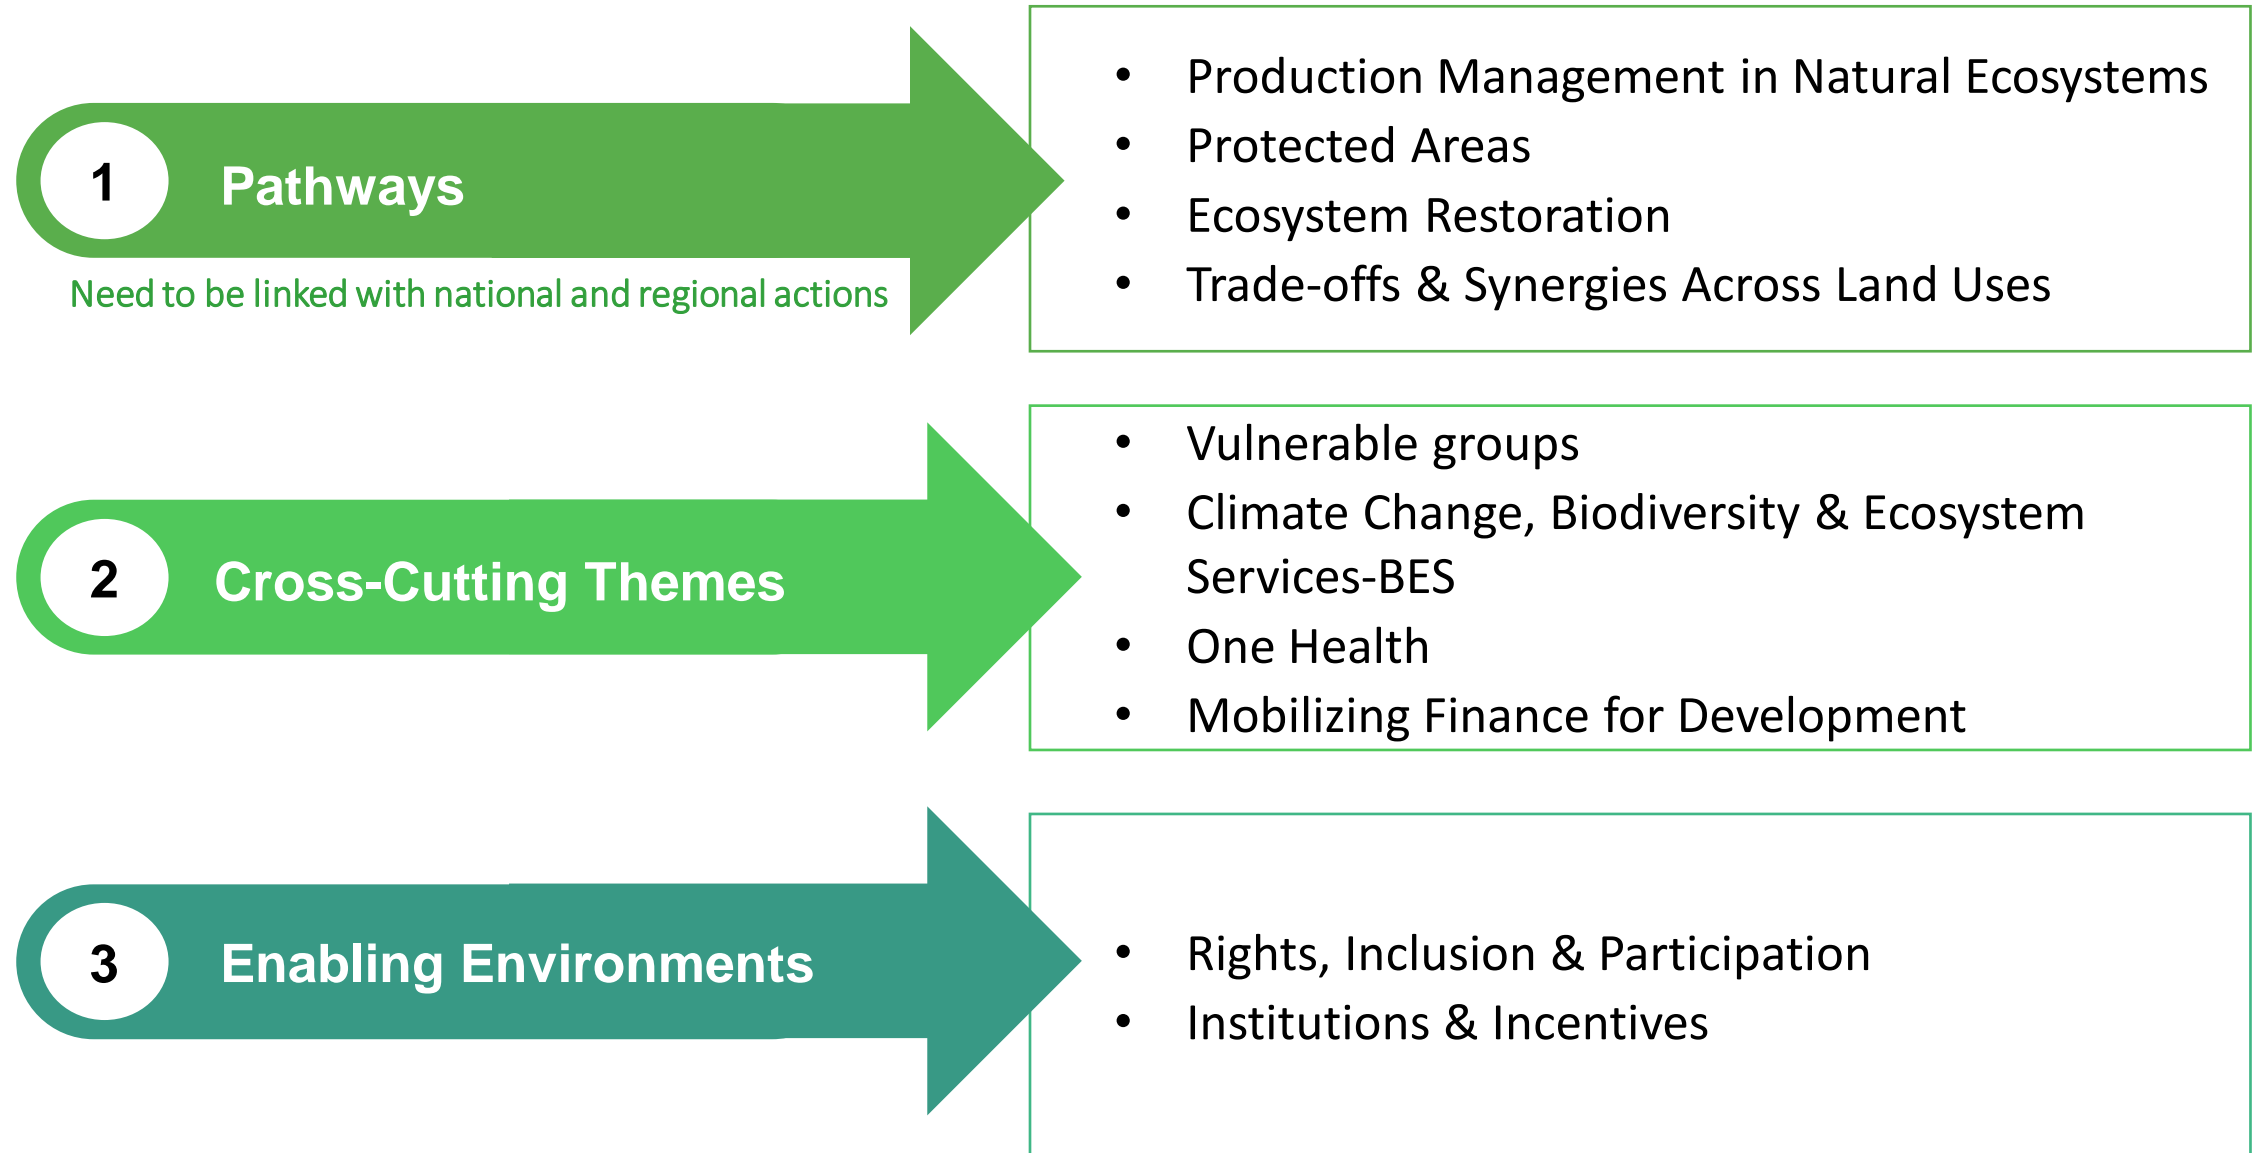 1
Pathways
Need to be linked with national and regional actions
• Production Management in Natural Ecosystems
• Protected Areas
• Ecosystem Restoration
• Trade-offs & Synergies Across Land Uses
2
Cross-Cutting Themes
• Vulnerable groups
• Climate Change, Biodiversity & Ecosystem
Services-BES
• One Health
• Mobilizing Finance for Development
3
Enabling Environments
• Rights, Inclusion & Participation
• Institutions & Incentives